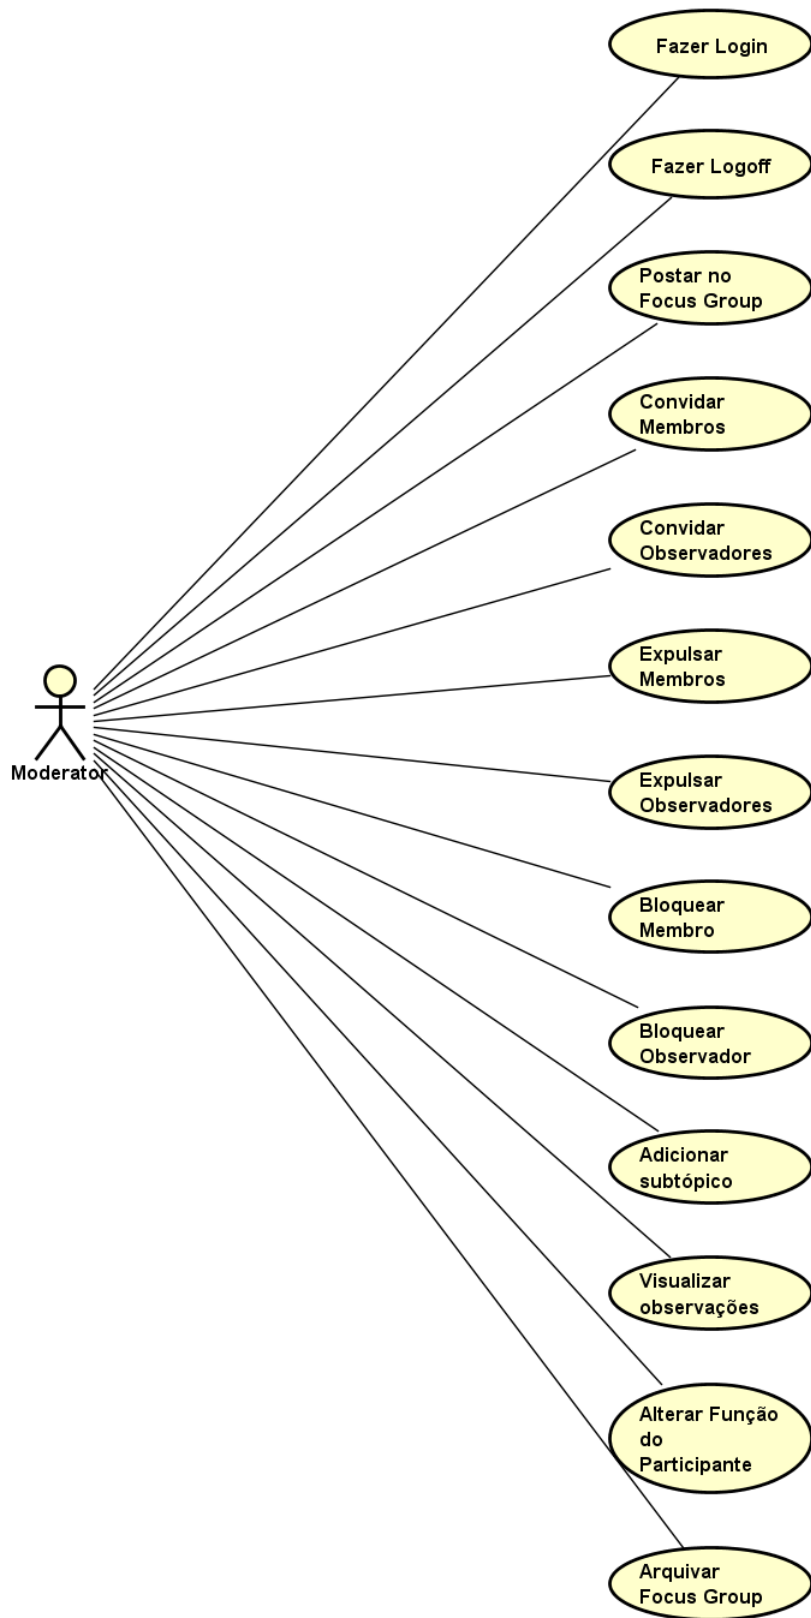 Fazer Login
Fazer Logoff
Postar no
Focus Group
Convidar
Membros
Convidar
Observadores
Expulsar
Membros
Moderator
Expulsar
Observadores
Bloquear
Membro
Bloquear
Observador
Adicionar
subtópico
Visualizar
observações
Alterar Função
do
Participante
Arquivar
Focus Group